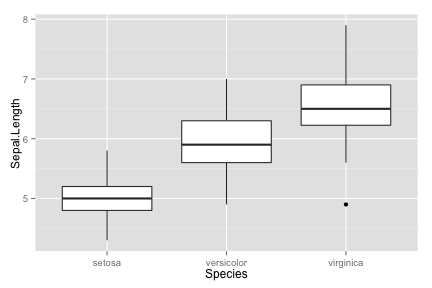 8
7
6
5
Sepal.Length
setosa
versicolor
virginica
Species